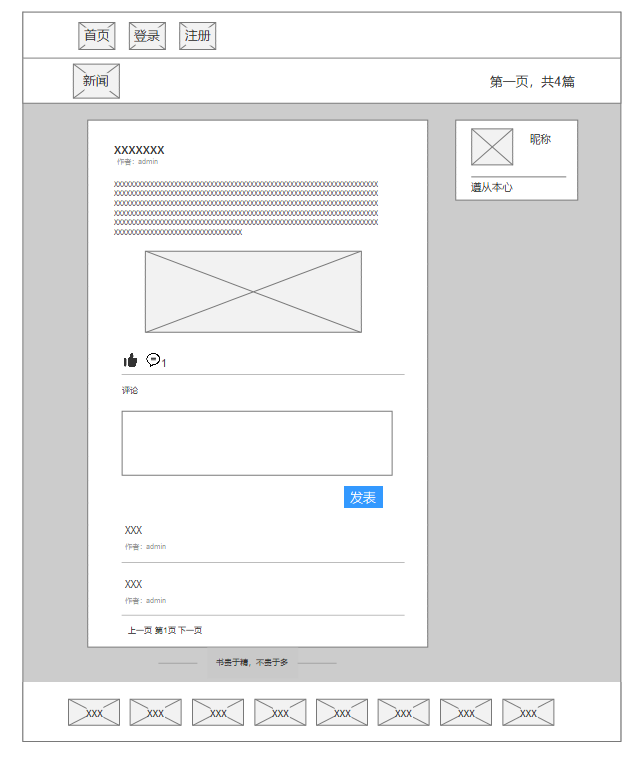 首页 登录 注册
新闻 第一页，共4篇
XXXXXXX
作者：admin
昵称
遵从本心
1
评论
发表
XXX
作者：admin
XXX
作者：admin
上一页 第1页 下一页
书贵于精，不贵于多
XXX XXX XXX XXX XXX XXX XXX XXX